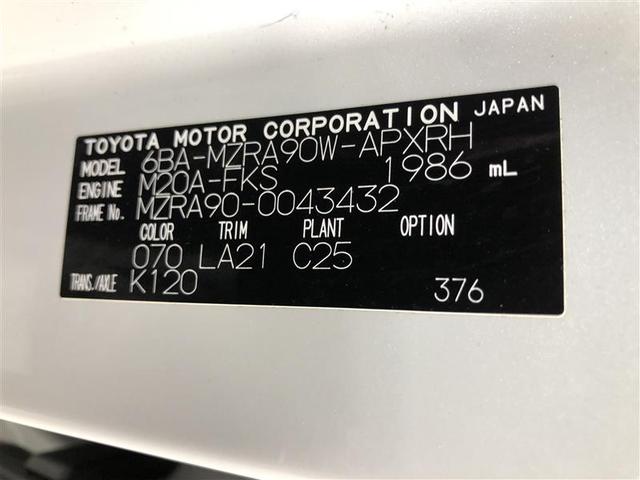 TOYOTA MOTOR CORPORATION JAPAN
MODEL 6BA-MZRA90W-APXRH
ENGINE M20A-FKS 1986 mL
FRAME No. MZRA90-0043432
COLOR TRIM PLANT OPTION
070 LA21 C25
TRANS./AXLE K120
376